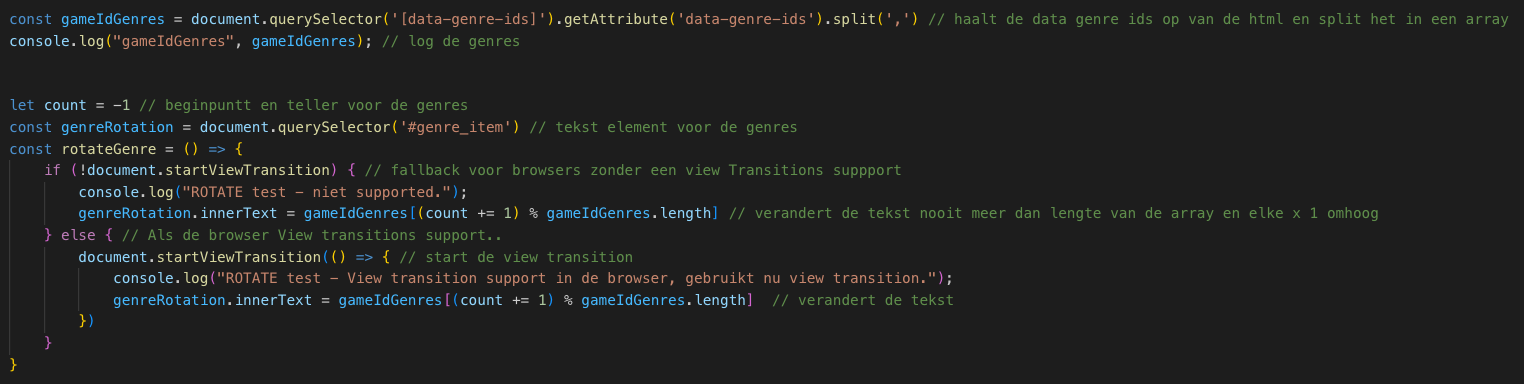 const gameIdGenres = document.querySelector('[data-genre-ids]').getAttribute('data-genre-ids').split(',') // haalt de data genre ids op van de html en split het in een array
console.log("gameIdGenres", gameIdGenres); // log de genres
let count = -1 // beginpuntt en teller voor de genres
const genreRotation = document.querySelector('#genre_item') // tekst element voor de genres
const rotateGenre = () => {
    if (!document.startViewTransition) { // fallback voor browsers zonder een view Transitions suppport
        console.log("ROTATE test – niet supported.");
        genreRotation.innerText = gameIdGenres[(count += 1) % gameIdGenres.length] // verandert de tekst nooit meer dan lengte van de array en elke x 1 omhoog
    } else { // Als de browser View transitions support..
        document.startViewTransition(() => { // start de view transition
            console.log("ROTATE test – View transition support in de browser, gebruikt nu view transition.");
            genreRotation.innerText = gameIdGenres[(count += 1) % gameIdGenres.length]  // verandert de tekst
        })
    }
}